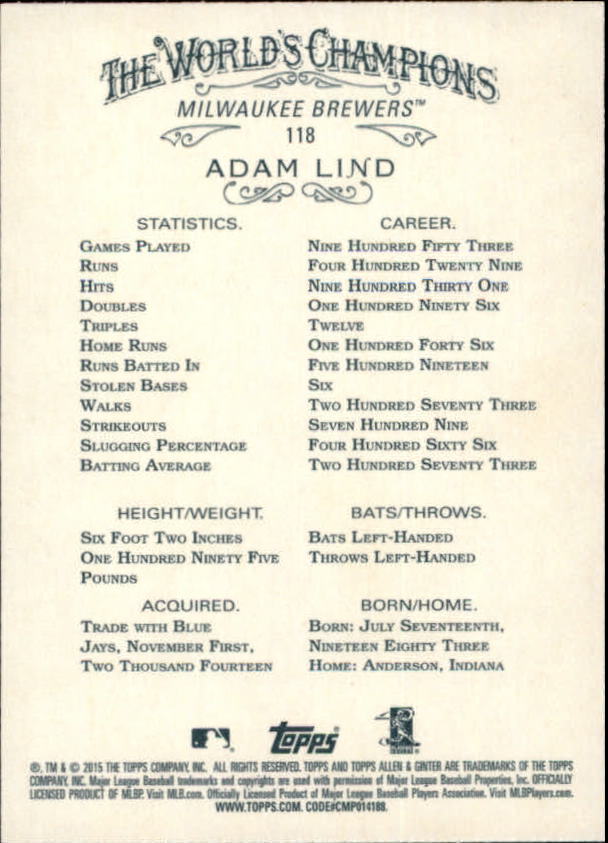 THE WORLD'S CHAMPIONS
MILWAUKEE BREWERS™
118
ADAM LIND
STATISTICS. CAREER.
GAMES PLAYED NINE HUNDRED FIFTY THREE
RUNS FOUR HUNDRED TWENTY NINE
HITS NINE HUNDRED THIRTY ONE
DOUBLES ONE HUNDRED NINETY SIX
TRIPLES TWELVE
HOME RUNS ONE HUNDRED FORTY SIX
RUNS BATTED IN FIVE HUNDRED NINETEEN
STOLEN BASES SIX
WALKS TWO HUNDRED SEVENTY THREE
STRIKEOUTS SEVEN HUNDRED NINE
SLUGGING PERCENTAGE FOUR HUNDRED SIXTY SIX
BATTING AVERAGE TWO HUNDRED SEVENTY THREE
HEIGHT/WEIGHT. BATS/THROWS.
SIX FOOT TWO INCHES BATS LEFT-HANDED
ONE HUNDRED NINETY FIVE THROWS LEFT-HANDED
POUNDS
ACQUIRED. BORN/HOME.
TRADE WITH BLUE BORN: JULY SEVENTEENTH,
JAYS, NOVEMBER FIRST, NINETEEN EIGHTY THREE
TWO THOUSAND FOURTEEN HOME: ANDERSON, INDIANA
Topps
®, TM & © 2015 THE TOPPS COMPANY, INC. ALL RIGHTS RESERVED. TOPPS AND TOPPS ALLEN & GINTER ARE TRADEMARKS OF THE TOPPS
COMPANY, INC. Major League Baseball trademarks and copyrights are used with permission of Major League Baseball Properties, Inc. OFFICIALLY
LICENSED PRODUCT OF MLBP. Visit MLB.com. Officially Licensed Product of Major League Baseball Players Association. Visit MLBPlayers.com.
WWW.TOPPS.COM. CODE#CMP014188.